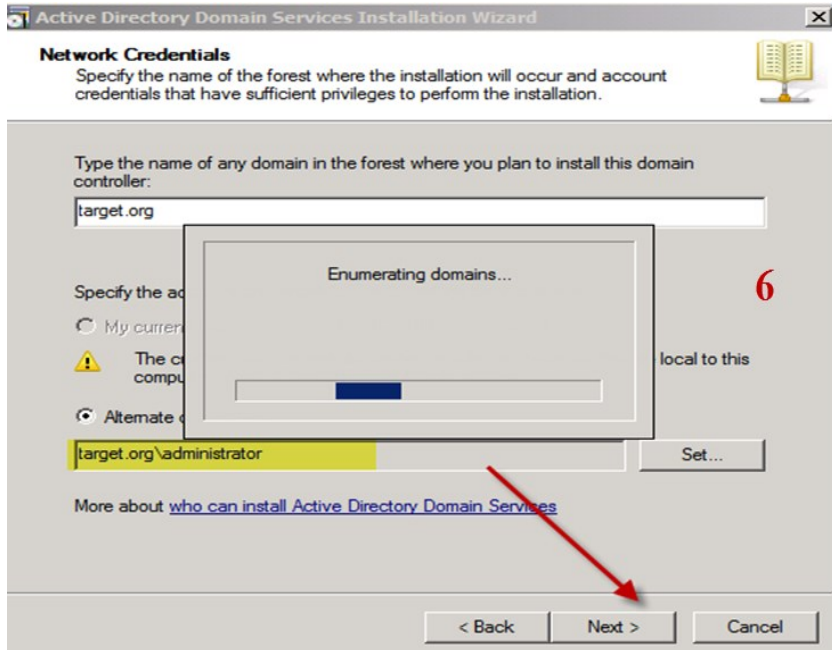 Active Directory Domain Services Installation Wizard
Network Credentials
Specify the name of the forest where the installation will occur and account
credentials that have sufficient privileges to perform the installation.
Type the name of any domain in the forest where you plan to install this domain
controller:
target.org
Enumerating domains...
Specify the
6
My
The local to this
Alternate
target.org\administrator
Set...
More about who can install Active Directory Domain Services
< Back Next > Cancel